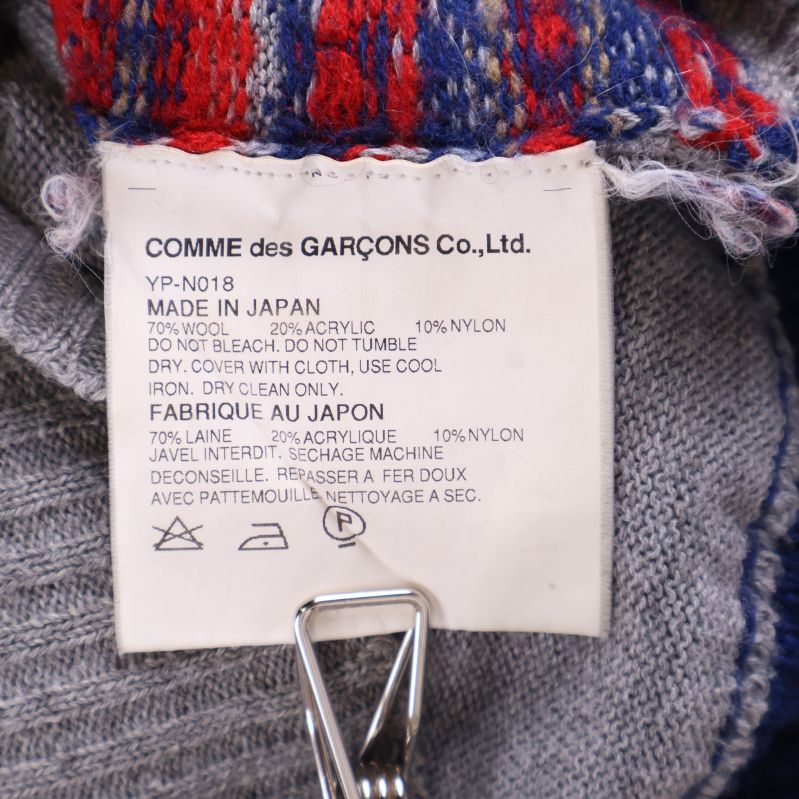 COMME des GARÇONS Co.,Ltd.
YP-N018
MADE IN JAPAN
70% WOOL 20% ACRYLIC 10% NYLON
DO NOT BLEACH. DO NOT TUMBLE
DRY. COVER WITH CLOTH, USE COOL
IRON. DRY CLEAN ONLY.
FABRIQUE AU JAPON
70% LAINE 20% ACRYLIQUE 10% NYLON
JAVEL INTERDIT. SECHAGE MACHINE
DECONSEILLE. REPASSER A FER DOUX
AVEC PATTEMOUILLE NETTOYAGE A SEC.
P